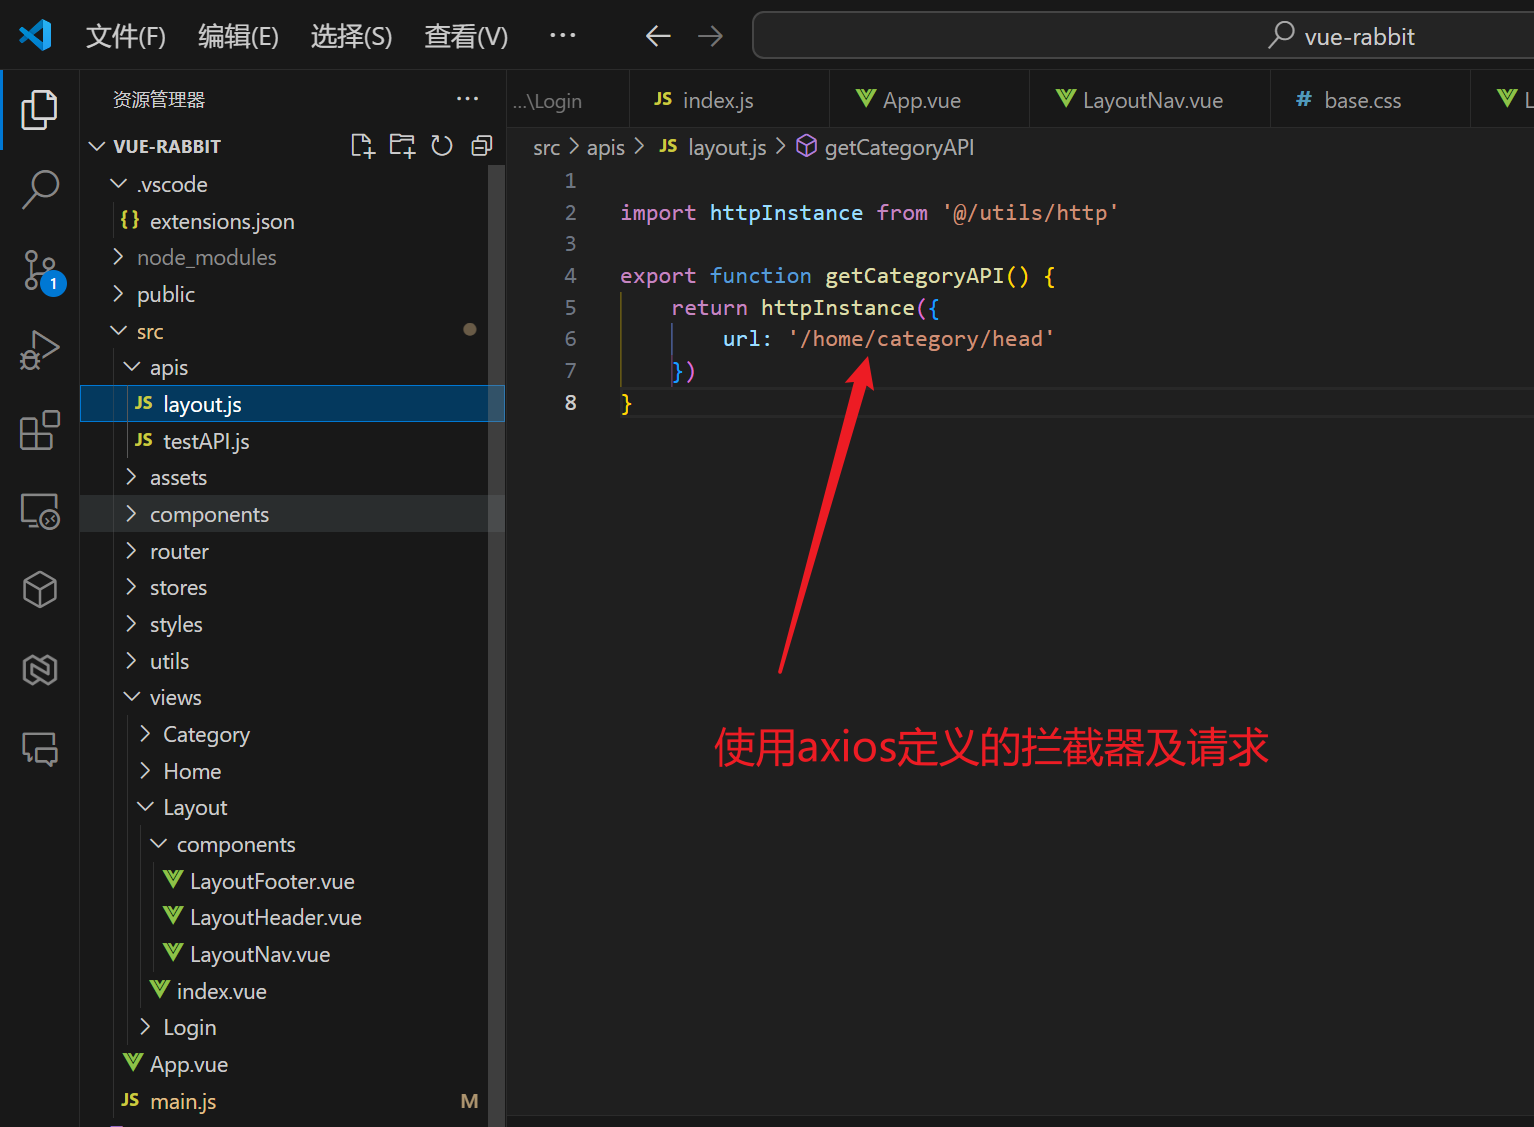 文件(F) 编辑(E) 选择(S) 查看(V) ··· vue-rabbit
资源管理器 ···
VUE-RABBIT
.vscode
{} extensions.json
node_modules
public
src
apis
JS layout.js
JS testAPI.js
assets
components
router
stores
styles
utils
views
Category
Home
Layout
components
LayoutFooter.vue
LayoutHeader.vue
LayoutNav.vue
index.vue
Login
App.vue
JS main.js M
1
...\Login JS index.js App.vue LayoutNav.vue # base.css L
src > apis > JS layout.js > getCategoryAPI
1
2 import httpInstance from '@/utils/http'
3
4 export function getCategoryAPI() {
5 return httpInstance({
6 url: '/home/category/head'
7 })
8 }
使用axios定义的拦截器及请求